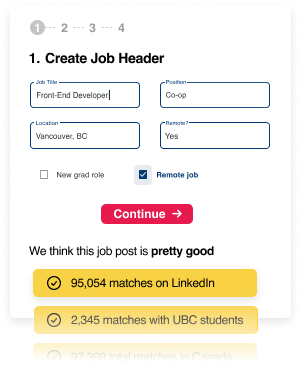 1 2 3 4
1. Create Job Header
Job Title
Front-End Developer
Position
Co-op
Location
Vancouver, BC
Remote?
Yes
New grad role
Remote job
Continue →
We think this job post is pretty good
95,054 matches on LinkedIn
2,345 matches with UBC students
97,399 total matches in Canada